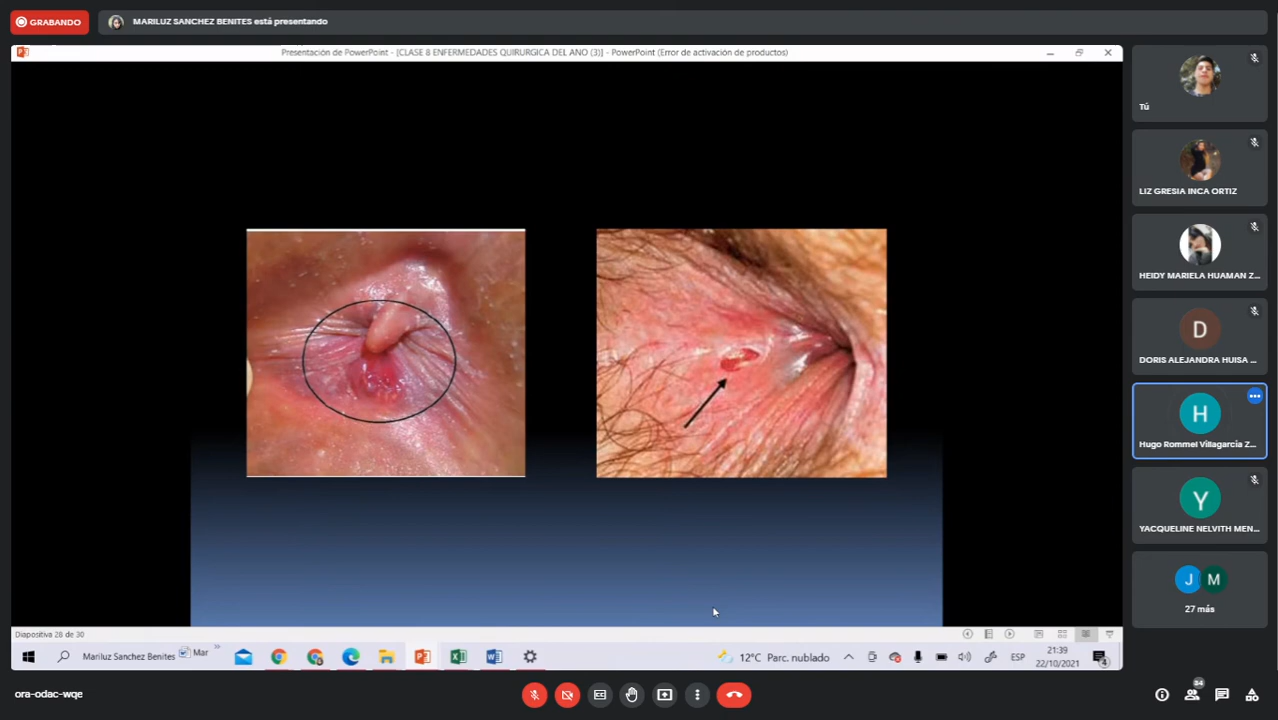 GRABANDO
MARILUZ SANCHEZ BENITES está presentando
Presentación de PowerPoint - [CLASE 8 ENFERMEDADES QUIRURGICA DEL ANO (3)] - PowerPoint (Error de activación de productos)
Tú
LIZ GRESIA INCA ORTIZ
HEIDY MARIELA HUAMAN Z...
D
DORIS ALEJANDRA HUISA ...
H
Hugo Rommel Villagarcía Z...
Y
YACQUELINE NELVITH MEN...
J M
27 más
Diapositiva 28 de 30
Mariluz Sanchez Benites
Mar
12°C Parc. nublado
ESP
21:39
22/10/2021
4
ora-odac-wqe
34